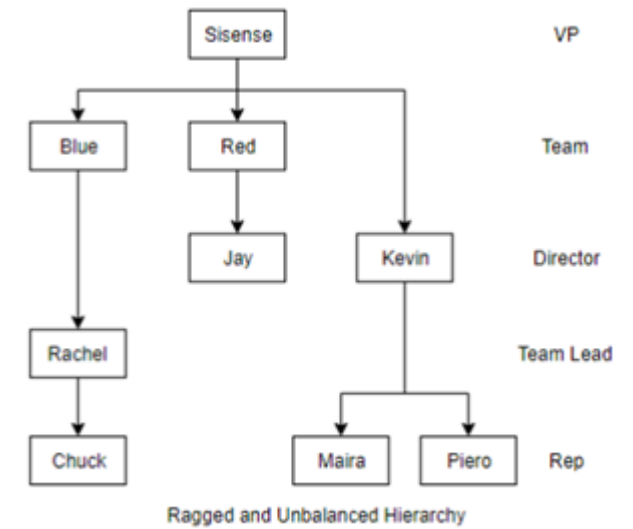 Sisense
VP
Blue
Red
Team
Jay
Kevin
Director
Rachel
Team Lead
Chuck
Maira
Piero
Rep
Ragged and Unbalanced Hierarchy